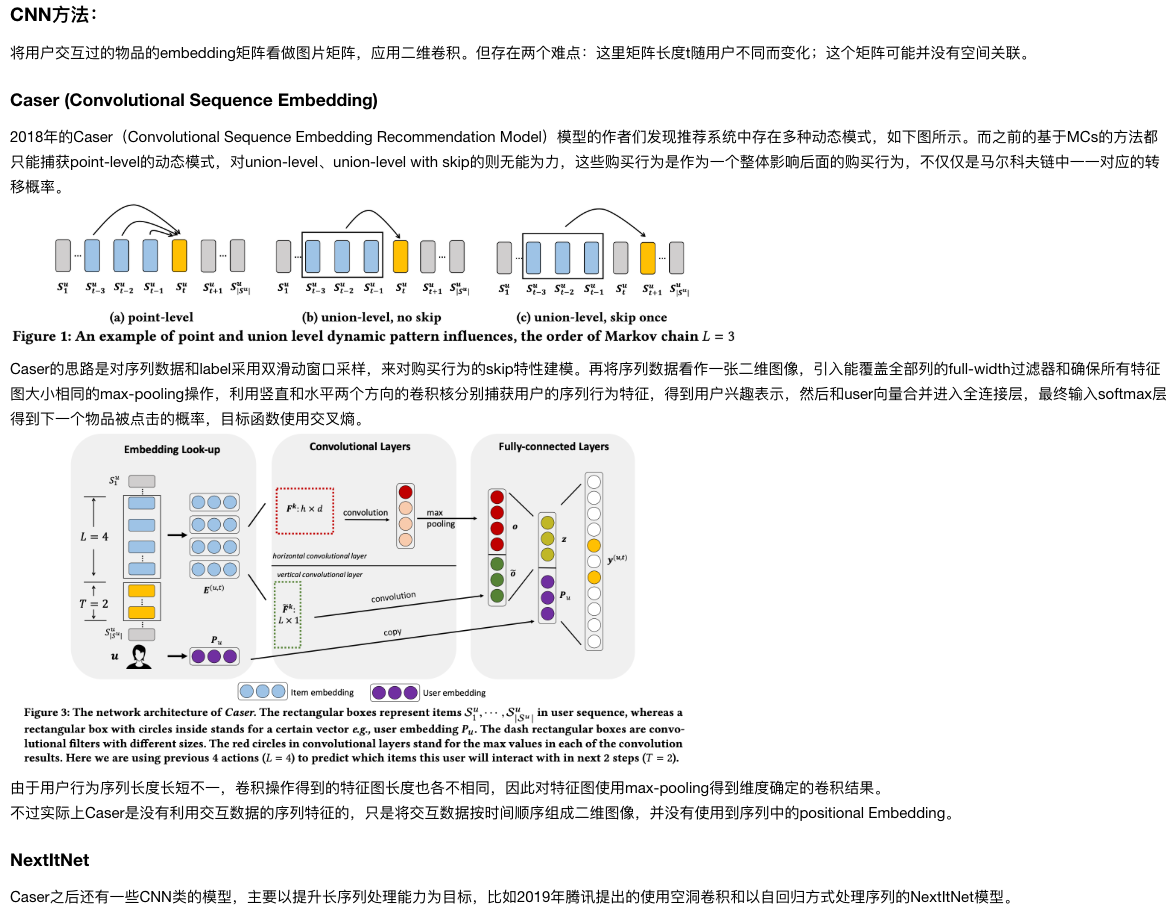 CNN方法：
将用户交互过的物品的embedding矩阵看做图片矩阵，应用二维卷积。但存在两个难点：这里矩阵长度t随用户不同而变化；这个矩阵可能并没有空间关联。
Caser (Convolutional Sequence Embedding)
2018年的Caser（Convolutional Sequence Embedding Recommendation Model）模型的作者们发现推荐系统中存在多种动态模式，如下图所示。而之前的基于MCs的方法都
只能捕获point-level的动态模式，对union-level、union-level with skip的则无能为力，这些购买行为是作为一个整体影响后面的购买行为，不仅仅是马尔科夫链中一一对应的转
移概率。
... ...
S_1^u S_{t-3}^u S_{t-2}^u S_{t-1}^u S_t^u S_{t+1}^u S_{|S^u|}^u
(a) point-level
... ...
S_1^u S_{t-3}^u S_{t-2}^u S_{t-1}^u S_t^u S_{t+1}^u S_{|S^u|}^u
(b) union-level, no skip
... ...
S_1^u S_{t-3}^u S_{t-2}^u S_{t-1}^u S_t^u S_{t+1}^u S_{|S^u|}^u
(c) union-level, skip once
Figure 1: An example of point and union level dynamic pattern influences, the order of Markov chain L = 3
Caser的思路是对序列数据和label采用双滑动窗口采样，来对购买行为的skip特性建模。再将序列数据看作一张二维图像，引入能覆盖全部列的full-width过滤器和确保所有特征
图大小相同的max-pooling操作，利用竖直和水平两个方向的卷积核分别捕获用户的序列行为特征，得到用户兴趣表示，然后和user向量合并进入全连接层，最终输入softmax层
得到下一个物品被点击的概率，目标函数使用交叉熵。
Embedding Look-up
S_1^u
L = 4
T = 2
S_{|S^u|}^u
u
E^{(u,t)}
P_u
Convolutional Layers
F^k: h × d
convolution
max
pooling
horizontal convolutional layer
vertical convolutional layer
F̃^k:
L × 1
convolution
copy
Fully-connected Layers
o
õ
z
P_u
y^{(u,t)}
Item embedding
User embedding
Figure 3: The network architecture of Caser. The rectangular boxes represent items S_1^u, ⋯, S_{|S^u|}^u in user sequence, whereas a
rectangular box with circles inside stands for a certain vector e.g., user embedding P_u. The dash rectangular boxes are convo-
lutional filters with different sizes. The red circles in convolutional layers stand for the max values in each of the convolution
results. Here we are using previous 4 actions (L = 4) to predict which items this user will interact with in next 2 steps (T = 2).
由于用户行为序列长度长短不一，卷积操作得到的特征图长度也各不相同，因此对特征图使用max-pooling得到维度确定的卷积结果。
不过实际上Caser是没有利用交互数据的序列特征的，只是将交互数据按时间顺序组成二维图像，并没有使用到序列中的positional Embedding。
NextItNet
Caser之后还有一些CNN类的模型，主要以提升长序列处理能力为目标，比如2019年腾讯提出的使用空洞卷积和以自回归方式处理序列的NextItNet模型。